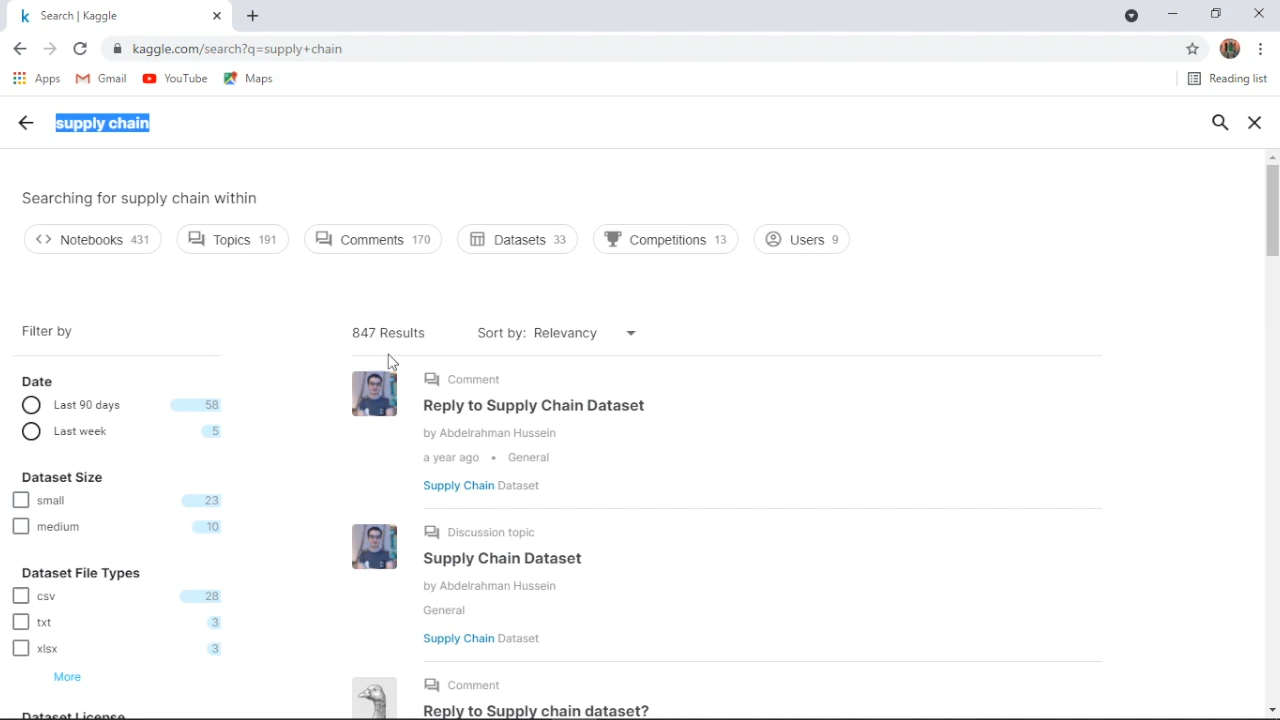 Search | Kaggle
kaggle.com/search?q=supply+chain
Apps Gmail YouTube Maps Reading list
supply chain
Searching for supply chain within
Notebooks 431 Topics 191 Comments 170 Datasets 33 Competitions 13 Users 9
Filter by
847 Results Sort by: Relevancy
Date
Last 90 days 58
Last week 5
Dataset Size
small 23
medium 10
Dataset File Types
csv 28
txt 3
xlsx 3
More
Dataset License
Comment
Reply to Supply Chain Dataset
by Abdelrahman Hussein
a year ago • General
Supply Chain Dataset
Discussion topic
Supply Chain Dataset
by Abdelrahman Hussein
General
Supply Chain Dataset
Comment
Reply to Supply chain dataset?